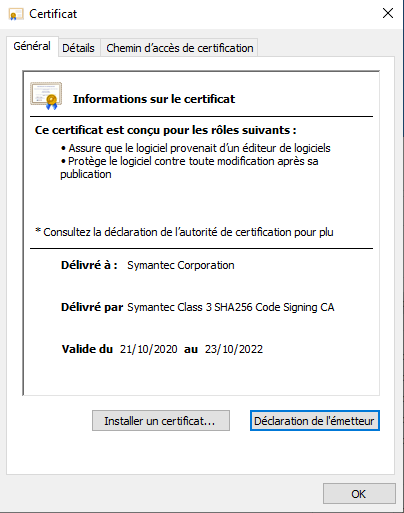 Certificat
Général Détails Chemin d'accès de certification
Informations sur le certificat
Ce certificat est conçu pour les rôles suivants :
• Assure que le logiciel provenait d'un éditeur de logiciels
• Protège le logiciel contre toute modification après sa
publication
* Consultez la déclaration de l'autorité de certification pour plu
Délivré à : Symantec Corporation
Délivré par Symantec Class 3 SHA256 Code Signing CA
Valide du 21/10/2020 au 23/10/2022
Installer un certificat... Déclaration de l'émetteur
OK